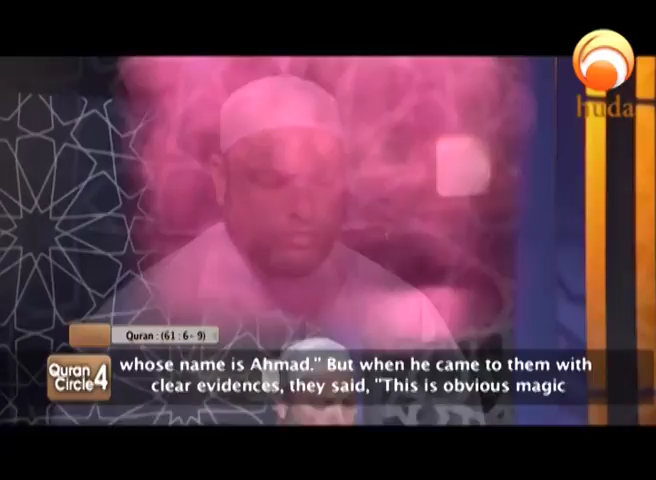 huda
Quran : (61 : 6 - 9)
Quran
Circle 4
whose name is Ahmad." But when he came to them with
clear evidences, they said, "This is obvious magic